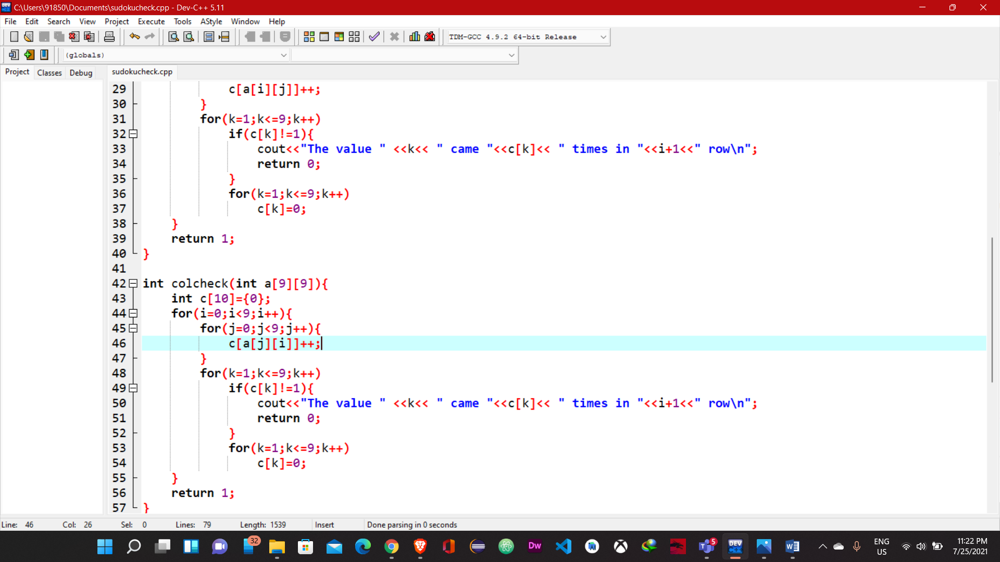 C:\Users\91850\Documents\sudokucheck.cpp - Dev-C++ 5.11
File Edit Search View Project Execute Tools AStyle Window Help
TDM-GCC 4.9.2 64-bit Release
(globals)
Project Classes Debug sudokucheck.cpp
29 c[a[i][j]]++;
30 }
31 for(k=1;k<=9;k++)
32 if(c[k]!=1){
33 cout<<"The value " <<k<< " came "<<c[k]<< " times in "<<i+1<<" row\n";
34 return 0;
35 }
36 for(k=1;k<=9;k++)
37 c[k]=0;
38 }
39 return 1;
40 }
41
42 int colcheck(int a[9][9]){
43 int c[10]={0};
44 for(i=0;i<9;i++){
45 for(j=0;j<9;j++){
46 c[a[j][i]]++;
47 }
48 for(k=1;k<=9;k++)
49 if(c[k]!=1){
50 cout<<"The value " <<k<< " came "<<c[k]<< " times in "<<i+1<<" row\n";
51 return 0;
52 }
53 for(k=1;k<=9;k++)
54 c[k]=0;
55 }
56 return 1;
57 }
Line: 46 Col: 26 Sel: 0 Lines: 79 Length: 1539 Insert Done parsing in 0 seconds
32 Dw 5 DEV ENG US 11:22 PM 7/25/2021